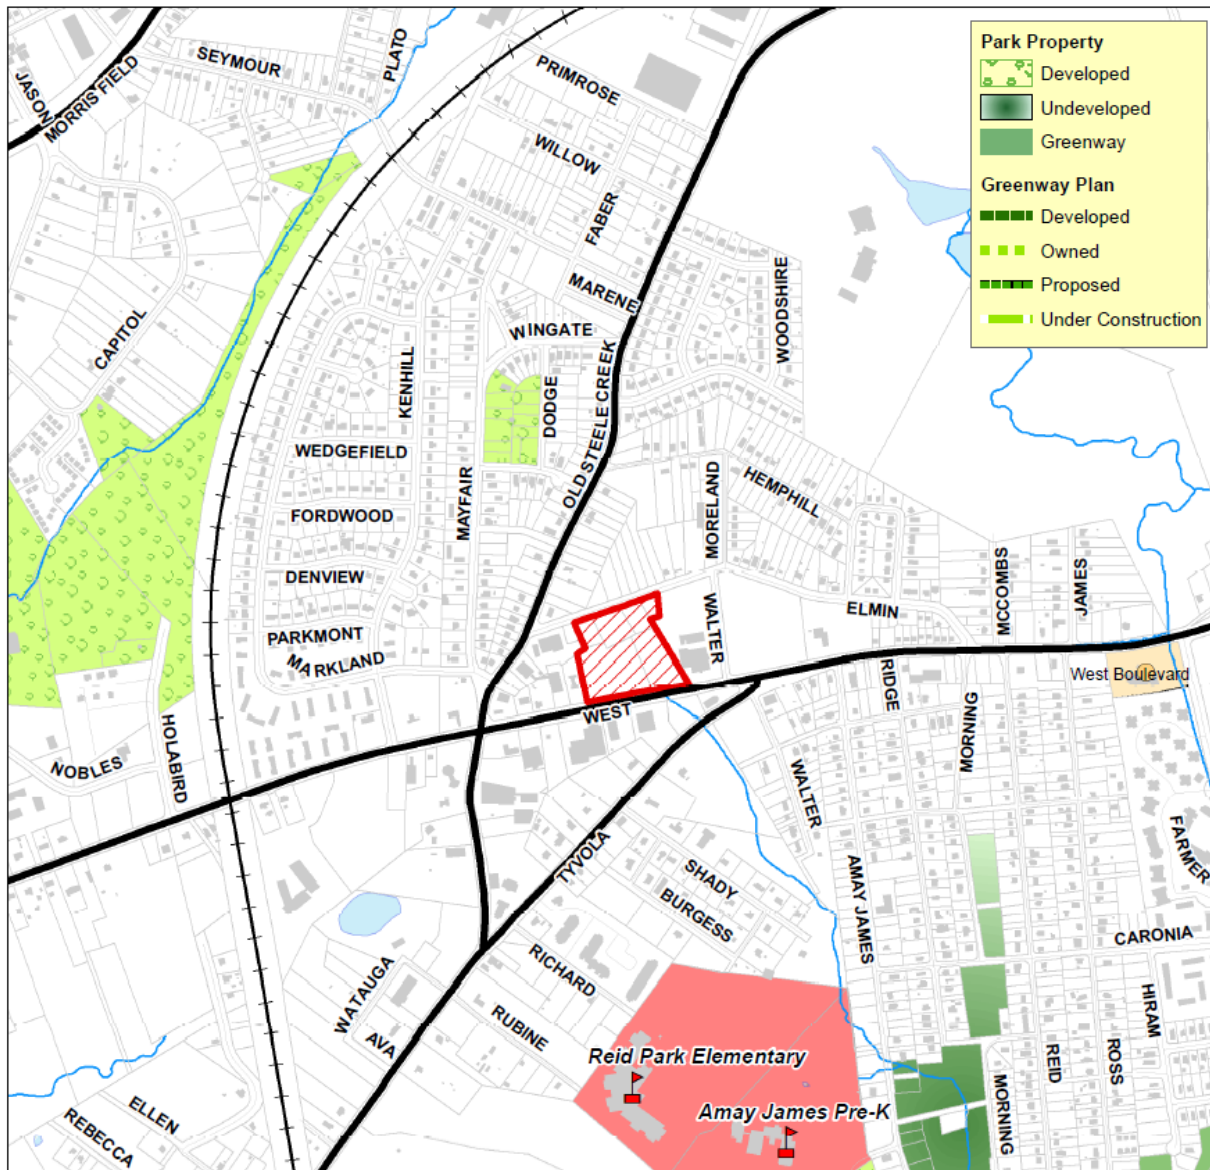 Park Property
Developed
Undeveloped
Greenway
Greenway Plan
Developed
Owned
Proposed
Under Construction
JASON
MORRIS FIELD
SEYMOUR
PLATO
PRIMROSE
WILLOW
FABER
MARENE
WINGATE
WOODSHIRE
CAPITOL
KENHILL
DODGE
OLD STEELE CREEK
WEDGEFIELD
MAYFAIR
MORELAND
HEMPHILL
FORDWOOD
DENVIEW
MCCOMBS
JAMES
ELMIN
WALTER
PARKMONT
MARKLAND
West Boulevard
RIDGE
WEST
MORNING
HOLABIRD
NOBLES
WALTER
FARMER
TYVOLA
SHADY
BURGESS
AMAY JAMES
CARONIA
RICHARD
WATAUGA
HIRAM
RUBINE
AVA
REID
ROSS
Reid Park Elementary
MORNING
Amay James Pre-K
ELLEN
REBECCA